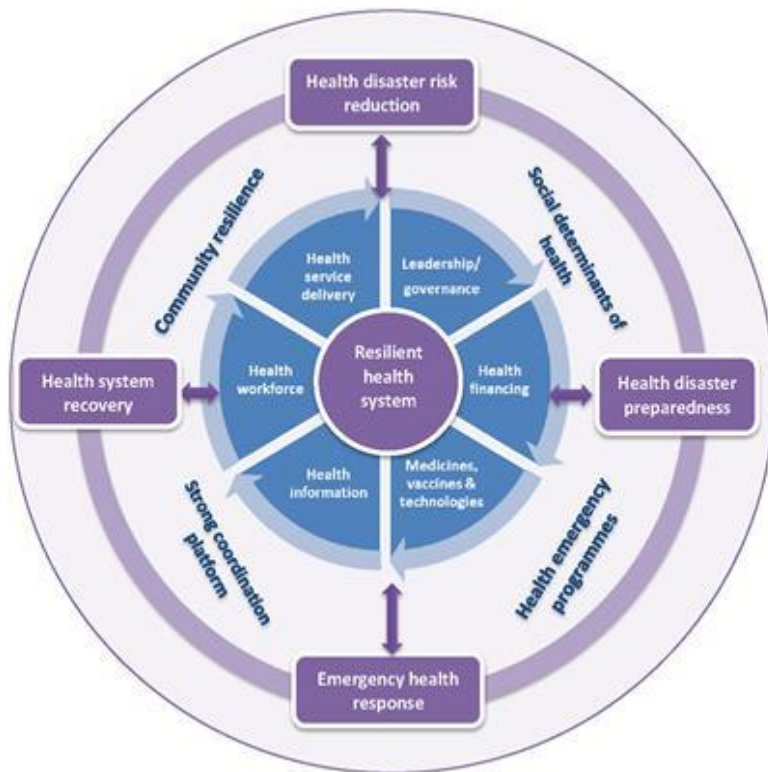 Health disaster risk
reduction
Community resilience
Social determinants of
health
Health
service
delivery
Leadership/
governance
Health system
recovery
Health
workforce
Resilient
health
system
Health
financing
Health disaster
preparedness
Health
information
Medicines,
vaccines &
technologies
Strong coordination
platform
Health emergency
programmes
Emergency health
response